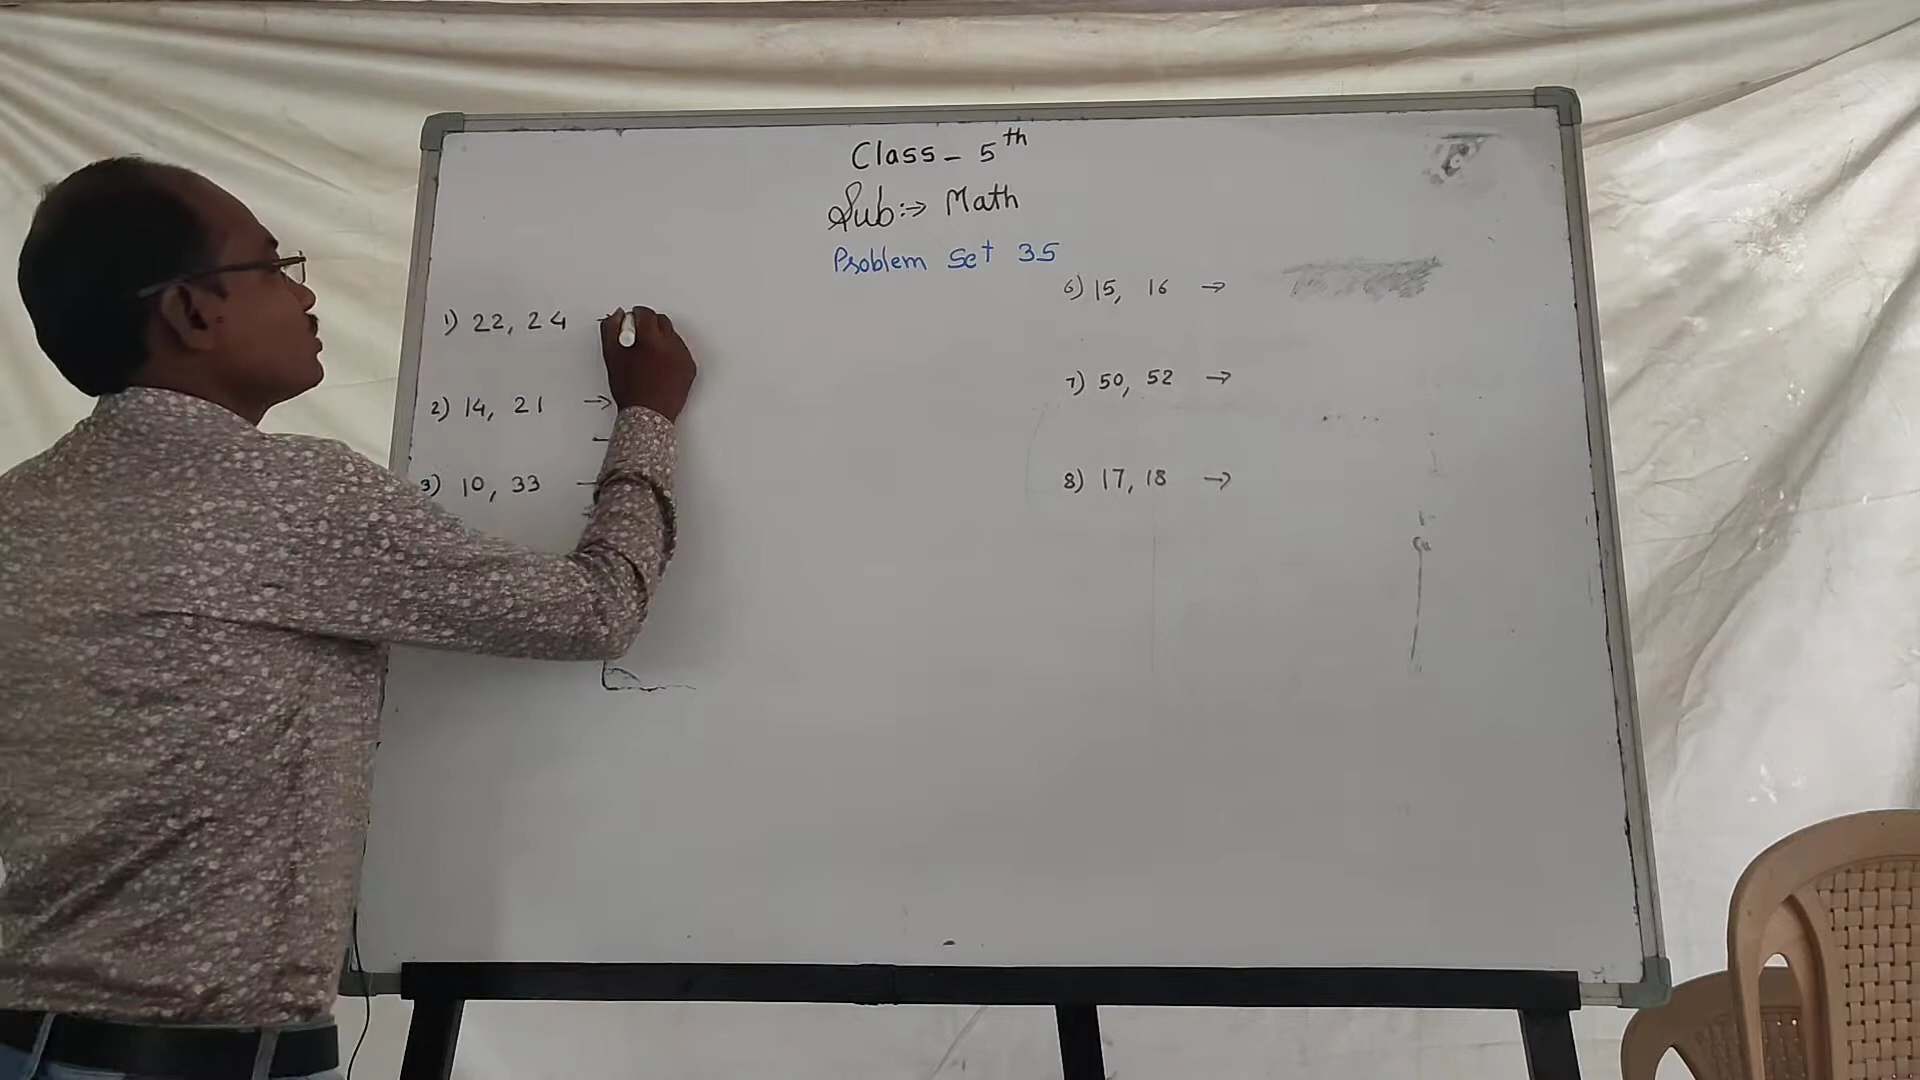 Class - 5th
Sub :→ Math
Problem Set 35
1) 22, 24 →
2) 14, 21 →
3) 10, 33 →
6) 15, 16 →
7) 50, 52 →
8) 17, 18 →